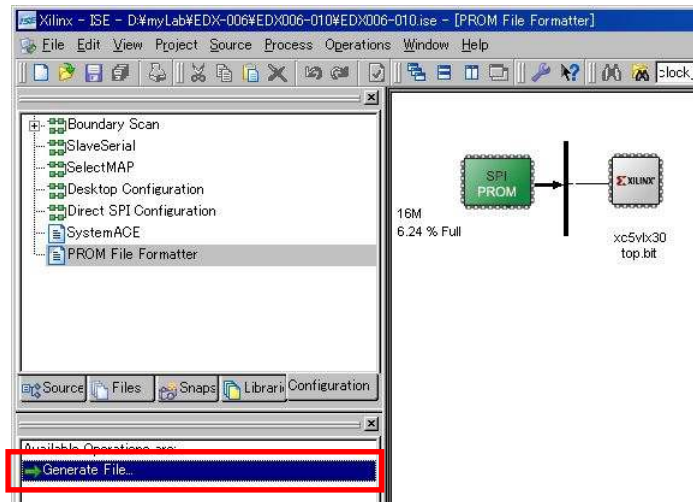 Xilinx - ISE - D:¥myLab¥EDX-006¥EDX006-010¥EDX006-010.ise - [PROM File Formatter]
File Edit View Project Source Process Operations Window Help
clock_
Boundary Scan
SlaveSerial
SelectMAP
Desktop Configuration
Direct SPI Configuration
SystemACE
PROM File Formatter
SPI
PROM
XILINX
16M
6.24 % Full
xc5vlx30
top.bit
Source Files Snaps Librari Configuration
Available Operations are:
Generate File...